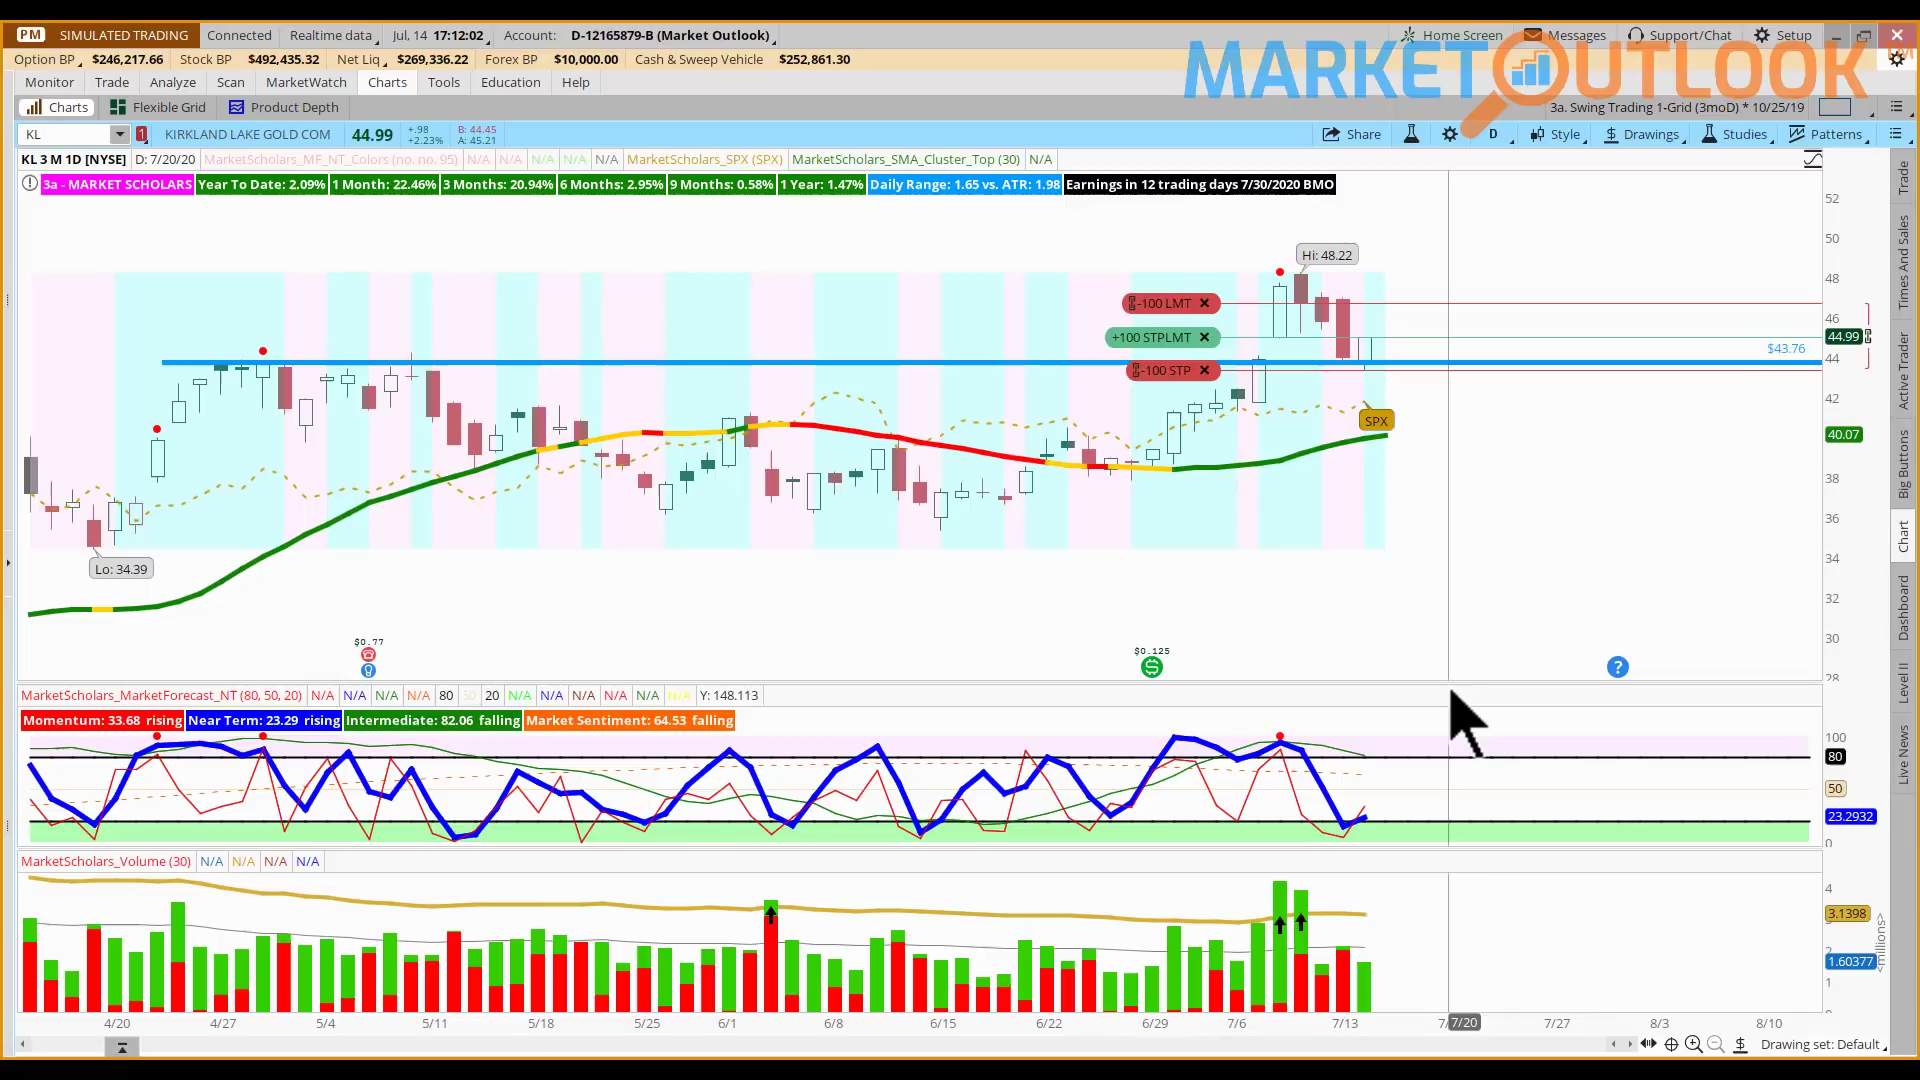 PM SIMULATED TRADING Connected Realtime data Jul, 14 17:12:02 Account: D-12165879-B (Market Outlook) Home Screen Messages Support/Chat Setup
Option BP $246,217.66 Stock BP $492,435.32 Net Liq $269,336.22 Forex BP $10,000.00 Cash & Sweep Vehicle $252,861.30
MARKET OUTLOOK
Monitor Trade Analyze Scan MarketWatch Charts Tools Education Help
Charts Flexible Grid Product Depth 3a. Swing Trading 1-Grid (3moD) * 10/25/19
KL 1 KIRKLAND LAKE GOLD COM 44.99 +.98 +2.23% B: 44.45 A: 45.21 Share D Style Drawings Studies Patterns
KL 3 M 1D [NYSE] D: 7/20/20 MarketScholars_MF_NT_Colors (no. no, 95) N/A N/A N/A N/A N/A MarketScholars_SPX (SPX) MarketScholars_SMA_Cluster_Top (30) N/A
3a - MARKET SCHOLARS Year To Date: 2.09% 1 Month: 22.46% 3 Months: 20.94% 6 Months: 2.95% 9 Months: 0.58% 1 Year: 1.47% Daily Range: 1.65 vs. ATR: 1.98 Earnings in 12 trading days 7/30/2020 BMO
52
50
Hi: 48.22
48
-100 LMT
46
+100 STPLMT
44.99
$43.76
44
-100 STP
42
SPX
40.07
38
36
34
Lo: 34.39
32
30
$0.77
$0.125
28
MarketScholars_MarketForecast_NT (80, 50, 20) N/A N/A N/A N/A 80 50 20 N/A N/A N/A N/A N/A N/A Y: 148.113
Momentum: 33.68 rising Near Term: 23.29 rising Intermediate: 82.06 falling Market Sentiment: 64.53 falling
100
80
50
23.2932
0
MarketScholars_Volume (30) N/A N/A N/A N/A
4
3.1398
2
1.60377
1
<millions>
4/20 4/27 5/4 5/11 5/18 5/25 6/1 6/8 6/15 6/22 6/29 7/6 7/13 7/20 7/27 8/3 8/10
Drawing set: Default
Trade
Times And Sales
Active Trader
Big Buttons
Chart
Dashboard
Level II
Live News